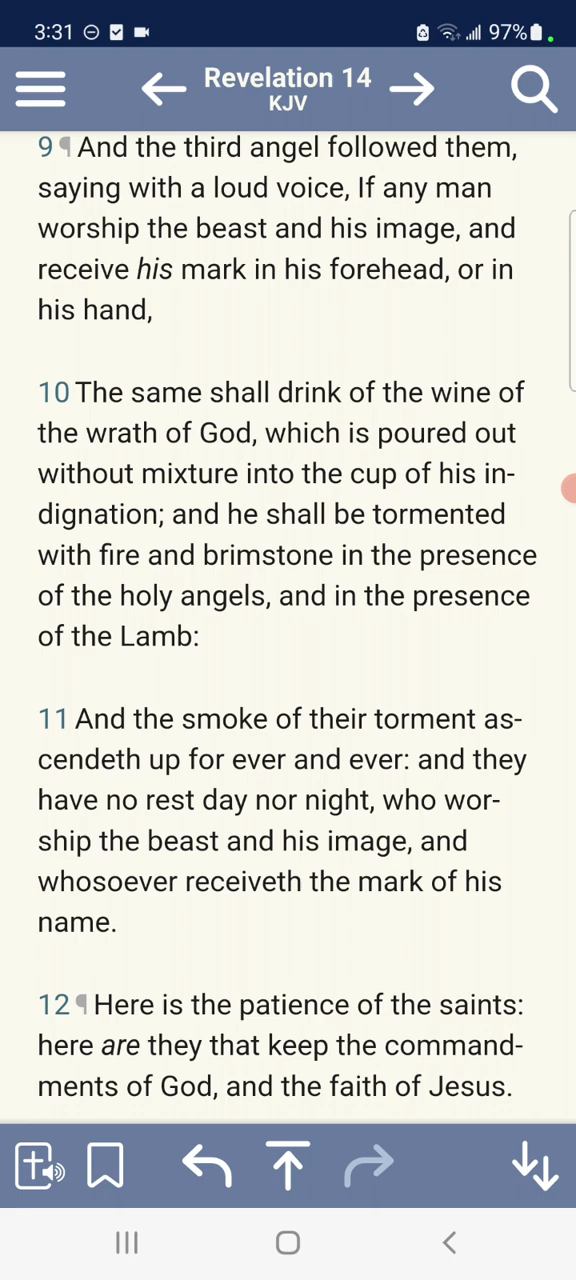 3:31
97%
Revelation 14
KJV
9 ¶ And the third angel followed them,
saying with a loud voice, If any man
worship the beast and his image, and
receive his mark in his forehead, or in
his hand,
10 The same shall drink of the wine of
the wrath of God, which is poured out
without mixture into the cup of his in-
dignation; and he shall be tormented
with fire and brimstone in the presence
of the holy angels, and in the presence
of the Lamb:
11 And the smoke of their torment as-
cendeth up for ever and ever: and they
have no rest day nor night, who wor-
ship the beast and his image, and
whosoever receiveth the mark of his
name.
12 ¶ Here is the patience of the saints:
here are they that keep the command-
ments of God, and the faith of Jesus.